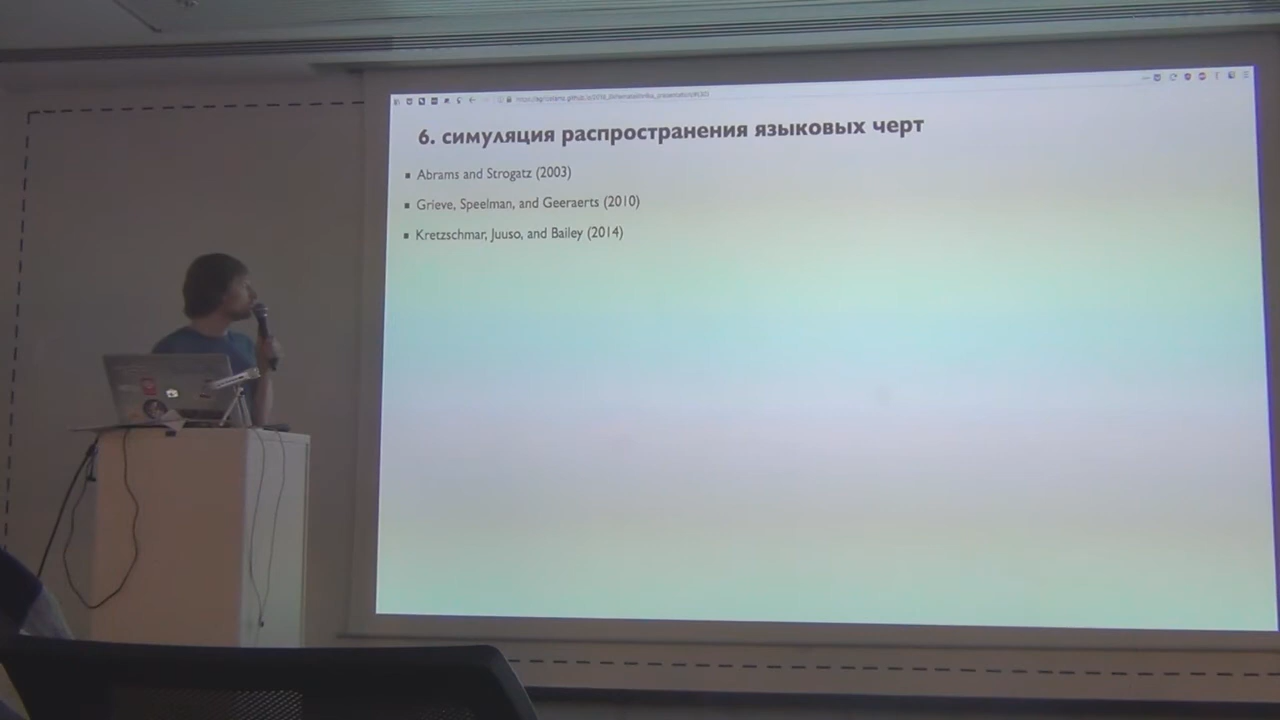 6. симуляция распространения языковых черт
Abrams and Strogatz (2003)
Grieve, Speelman, and Geeraerts (2010)
Kretzschmar, Juuso, and Bailey (2014)